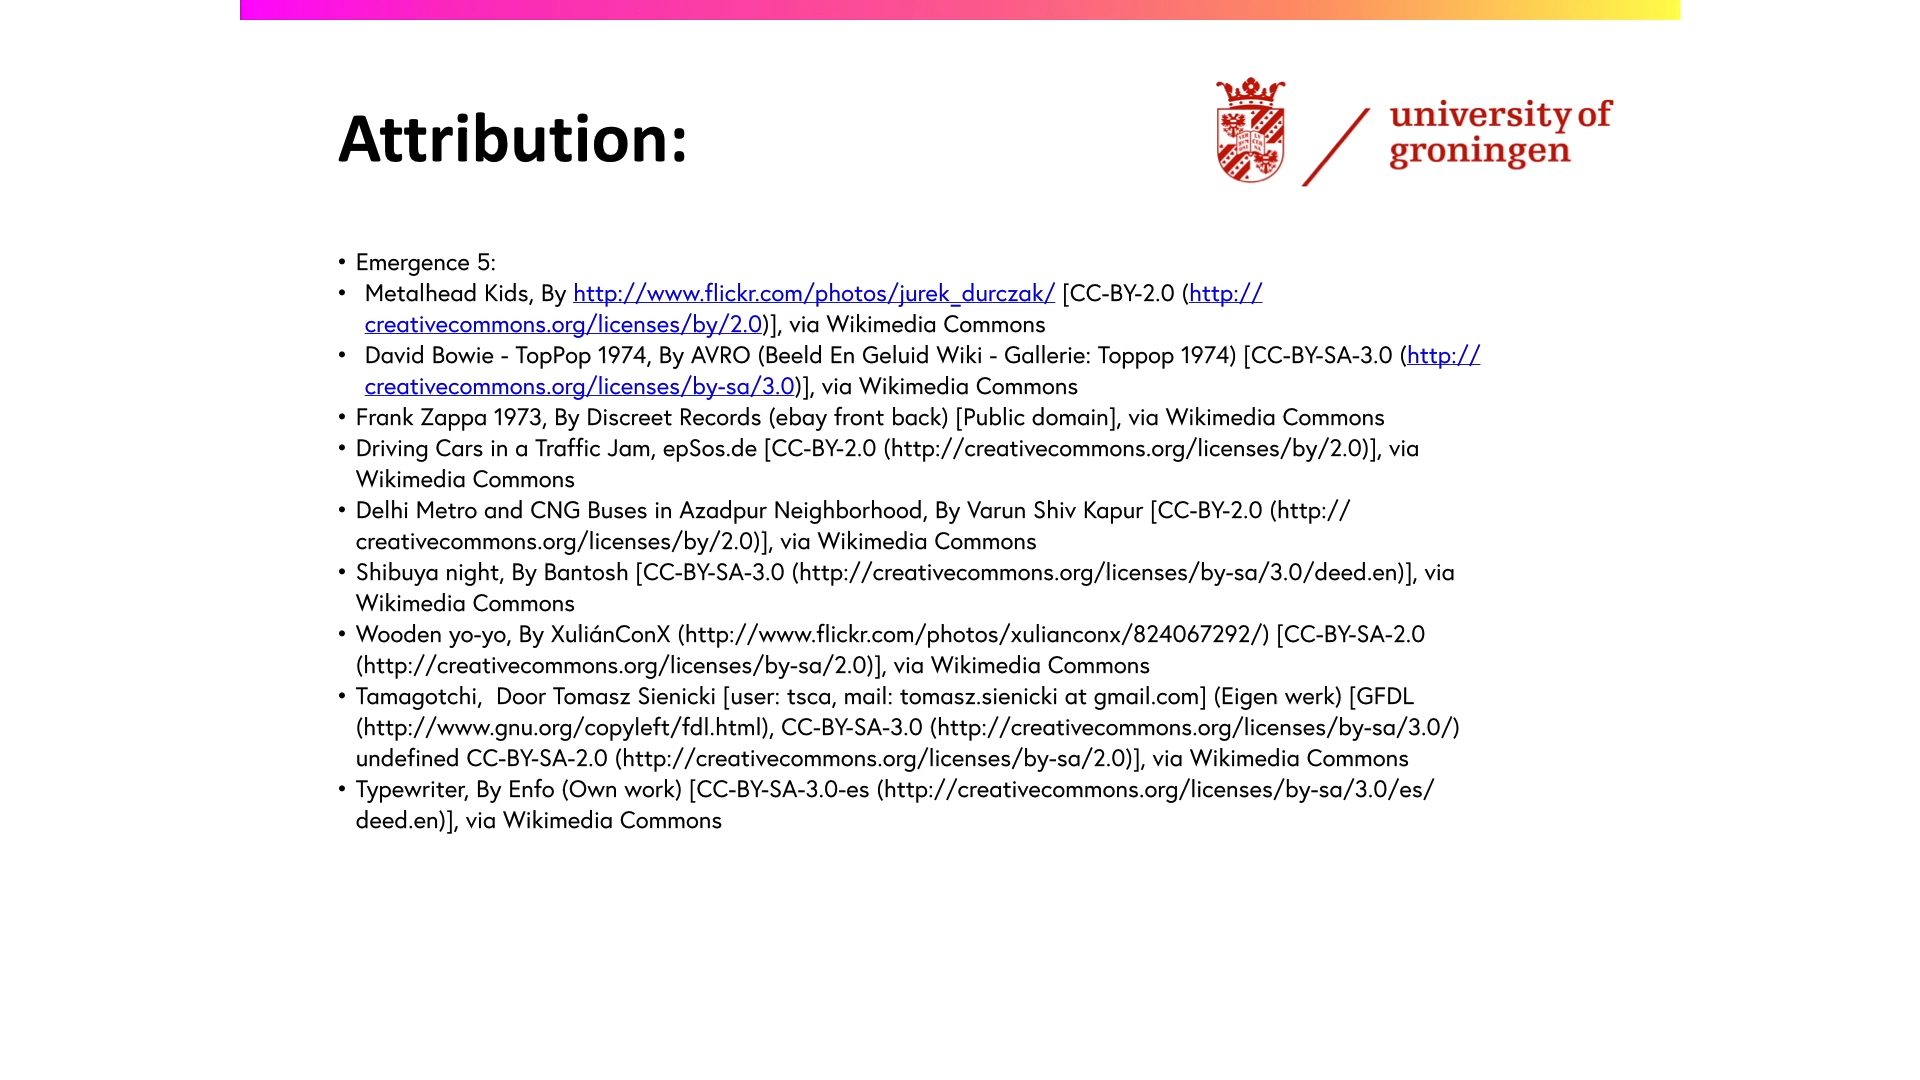 Attribution:
university of
groningen
• Emergence 5:
• Metalhead Kids, By http://www.flickr.com/photos/jurek_durczak/ [CC-BY-2.0 (http://
creativecommons.org/licenses/by/2.0)], via Wikimedia Commons
• David Bowie - TopPop 1974, By AVRO (Beeld En Geluid Wiki - Gallerie: Toppop 1974) [CC-BY-SA-3.0 (http://
creativecommons.org/licenses/by-sa/3.0)], via Wikimedia Commons
• Frank Zappa 1973, By Discreet Records (ebay front back) [Public domain], via Wikimedia Commons
• Driving Cars in a Traffic Jam, epSos.de [CC-BY-2.0 (http://creativecommons.org/licenses/by/2.0)], via
Wikimedia Commons
• Delhi Metro and CNG Buses in Azadpur Neighborhood, By Varun Shiv Kapur [CC-BY-2.0 (http://
creativecommons.org/licenses/by/2.0)], via Wikimedia Commons
• Shibuya night, By Bantosh [CC-BY-SA-3.0 (http://creativecommons.org/licenses/by-sa/3.0/deed.en)], via
Wikimedia Commons
• Wooden yo-yo, By XuliánConX (http://www.flickr.com/photos/xulianconx/824067292/) [CC-BY-SA-2.0
(http://creativecommons.org/licenses/by-sa/2.0)], via Wikimedia Commons
• Tamagotchi, Door Tomasz Sienicki [user: tsca, mail: tomasz.sienicki at gmail.com] (Eigen werk) [GFDL
(http://www.gnu.org/copyleft/fdl.html), CC-BY-SA-3.0 (http://creativecommons.org/licenses/by-sa/3.0/)
undefined CC-BY-SA-2.0 (http://creativecommons.org/licenses/by-sa/2.0)], via Wikimedia Commons
• Typewriter, By Enfo (Own work) [CC-BY-SA-3.0-es (http://creativecommons.org/licenses/by-sa/3.0/es/
deed.en)], via Wikimedia Commons